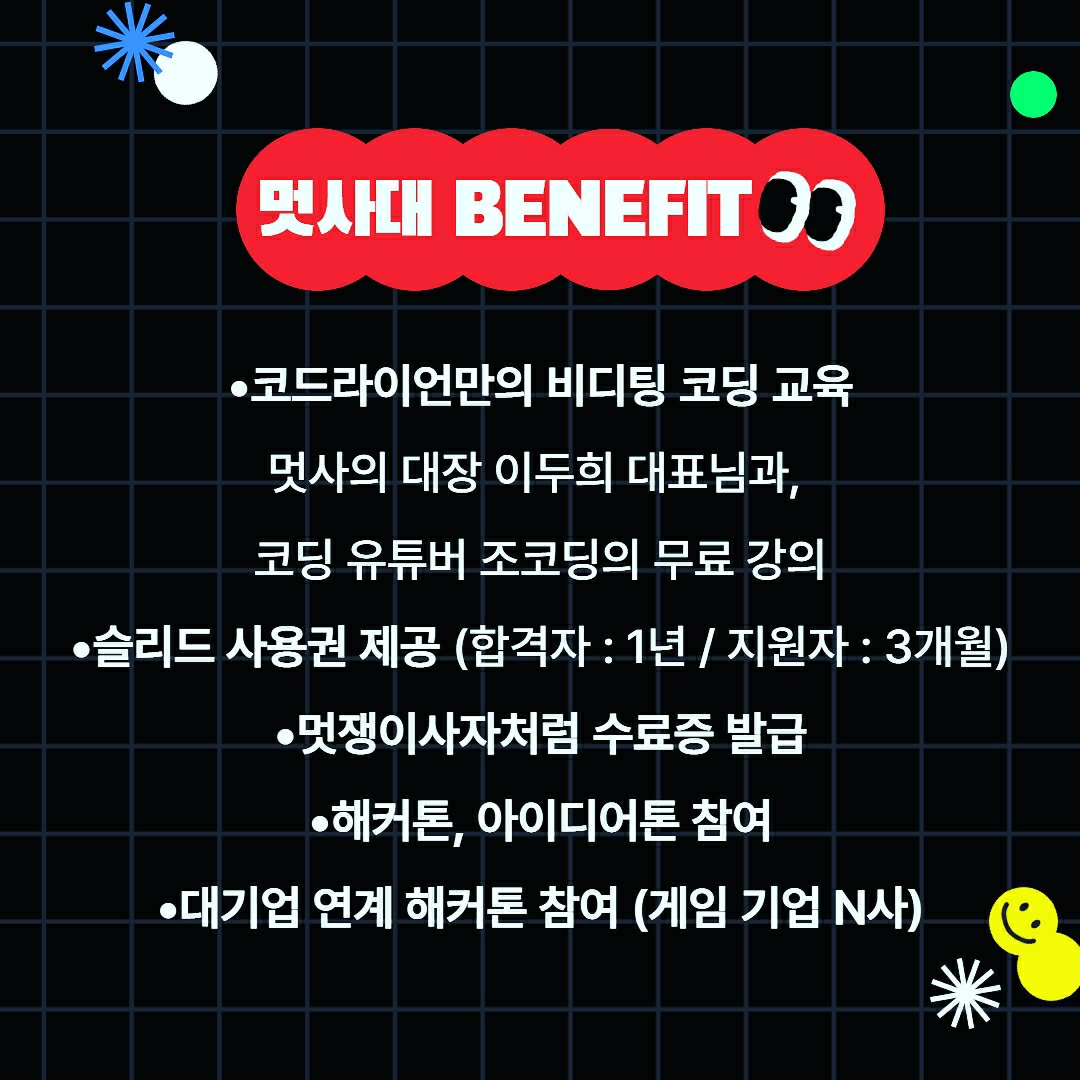 멋사대 BENEFIT
•코드라이언만의 비디팅 코딩 교육
멋사의 대장 이두희 대표님과,
코딩 유튜버 조코딩의 무료 강의
•슬리드 사용권 제공 (합격자 : 1년 / 지원자 : 3개월)
•멋쟁이사자처럼 수료증 발급
•해커톤, 아이디어톤 참여
•대기업 연계 해커톤 참여 (게임 기업 N사)